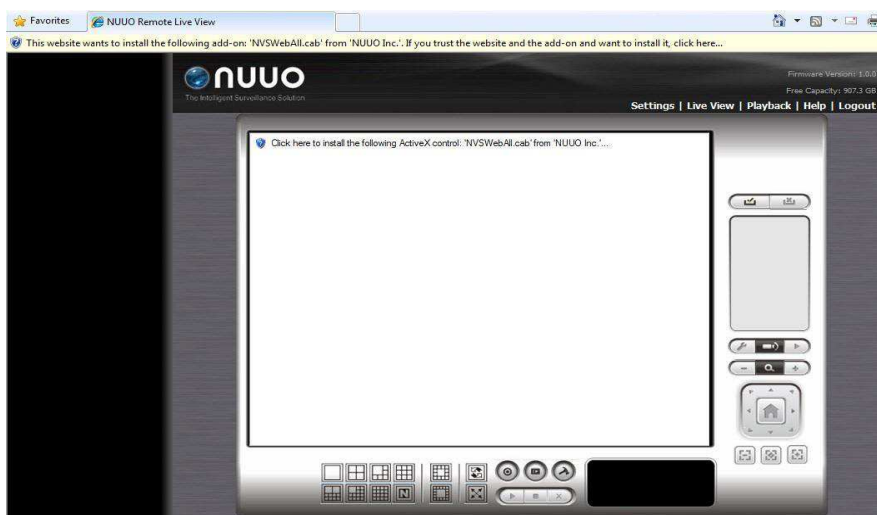 Favorites
NUUO Remote Live View
This website wants to install the following add-on: 'NVSWebAll.cab' from 'NUUO Inc.'. If you trust the website and the add-on and want to install it, click here...
nuuo
The Intelligent Surveillance Solution
Firmware Version: 1.0.0
Free Capacity: 907.3 GB
Settings | Live View | Playback | Help | Logout
Click here to install the following ActiveX control: 'NVSWebAll.cab' from 'NUUO Inc.'...
N